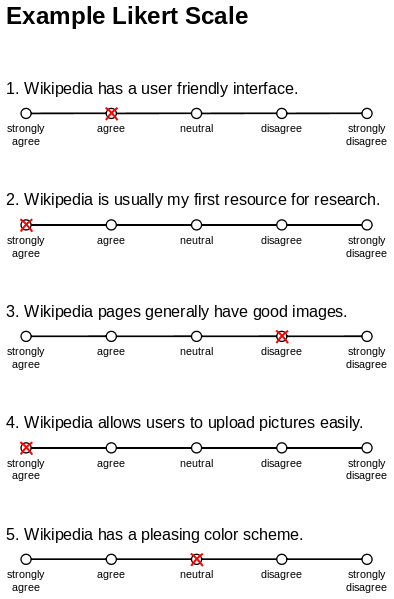 Example Likert Scale
1. Wikipedia has a user friendly interface.
strongly agree agree neutral disagree strongly disagree
2. Wikipedia is usually my first resource for research.
strongly agree agree neutral disagree strongly disagree
3. Wikipedia pages generally have good images.
strongly agree agree neutral disagree strongly disagree
4. Wikipedia allows users to upload pictures easily.
strongly agree agree neutral disagree strongly disagree
5. Wikipedia has a pleasing color scheme.
strongly agree agree neutral disagree strongly disagree